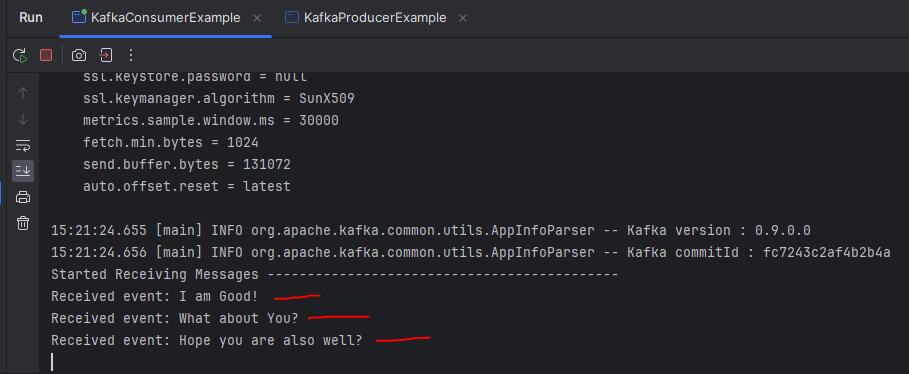 Run KafkaConsumerExample KafkaProducerExample
ssl.keystore.password = null
ssl.keymanager.algorithm = SunX509
metrics.sample.window.ms = 30000
fetch.min.bytes = 1024
send.buffer.bytes = 131072
auto.offset.reset = latest
15:21:24.655 [main] INFO org.apache.kafka.common.utils.AppInfoParser -- Kafka version : 0.9.0.0
15:21:24.656 [main] INFO org.apache.kafka.common.utils.AppInfoParser -- Kafka commitId : fc7243c2af4b2b4a
Started Receiving Messages --------------------------------------------
Received event: I am Good!
Received event: What about You?
Received event: Hope you are also well?